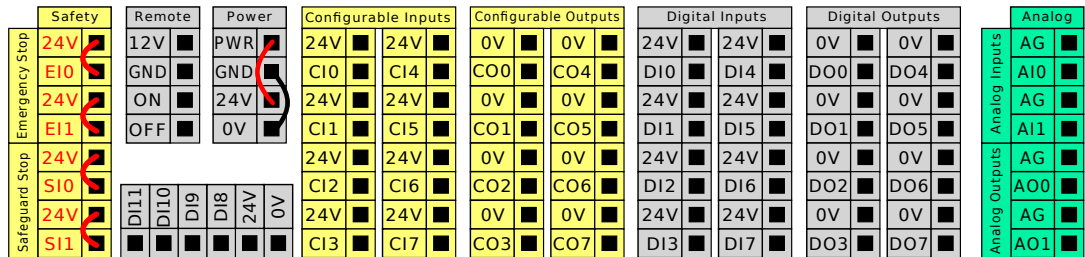 Safety
Emergency Stop
24V
EI0
24V
EI1
Safeguard Stop
24V
SI0
24V
SI1
Remote
12V
GND
ON
OFF
Power
PWR
GND
24V
0V
DI11 DI10 DI9 DI8 24V 0V
Configurable Inputs
24V 24V
CI0 CI4
24V 24V
CI1 CI5
24V 24V
CI2 CI6
24V 24V
CI3 CI7
Configurable Outputs
0V 0V
CO0 CO4
0V 0V
CO1 CO5
0V 0V
CO2 CO6
0V 0V
CO3 CO7
Digital Inputs
24V 24V
DI0 DI4
24V 24V
DI1 DI5
24V 24V
DI2 DI6
24V 24V
DI3 DI7
Digital Outputs
0V 0V
DO0 DO4
0V 0V
DO1 DO5
0V 0V
DO2 DO6
0V 0V
DO3 DO7
Analog
Analog Inputs
AG
AI0
AG
AI1
Analog Outputs
AG
AO0
AG
AO1